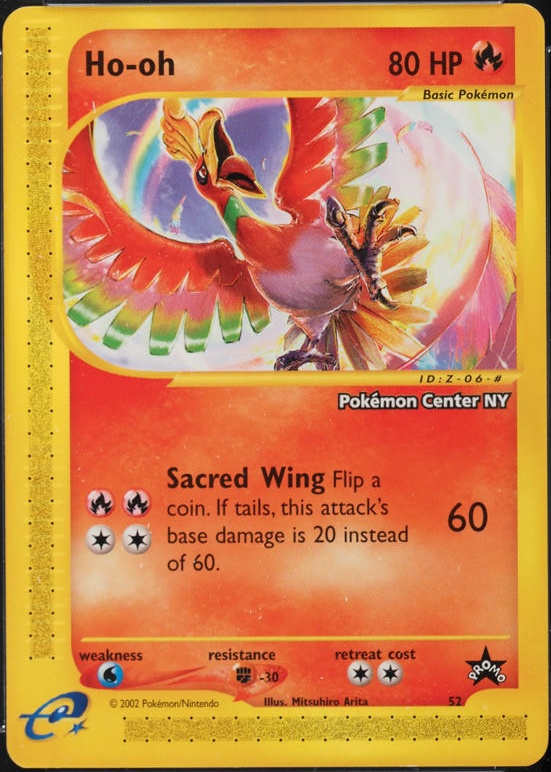 Ho-oh 80 HP
Basic Pokémon
ID:Z-06-#
Pokémon Center NY
Sacred Wing Flip a
coin. If tails, this attack's
base damage is 20 instead
of 60.
60
weakness resistance retreat cost
-30
PROMO
© 2002 Pokémon/Nintendo Illus. Mitsuhiro Arita 52
e